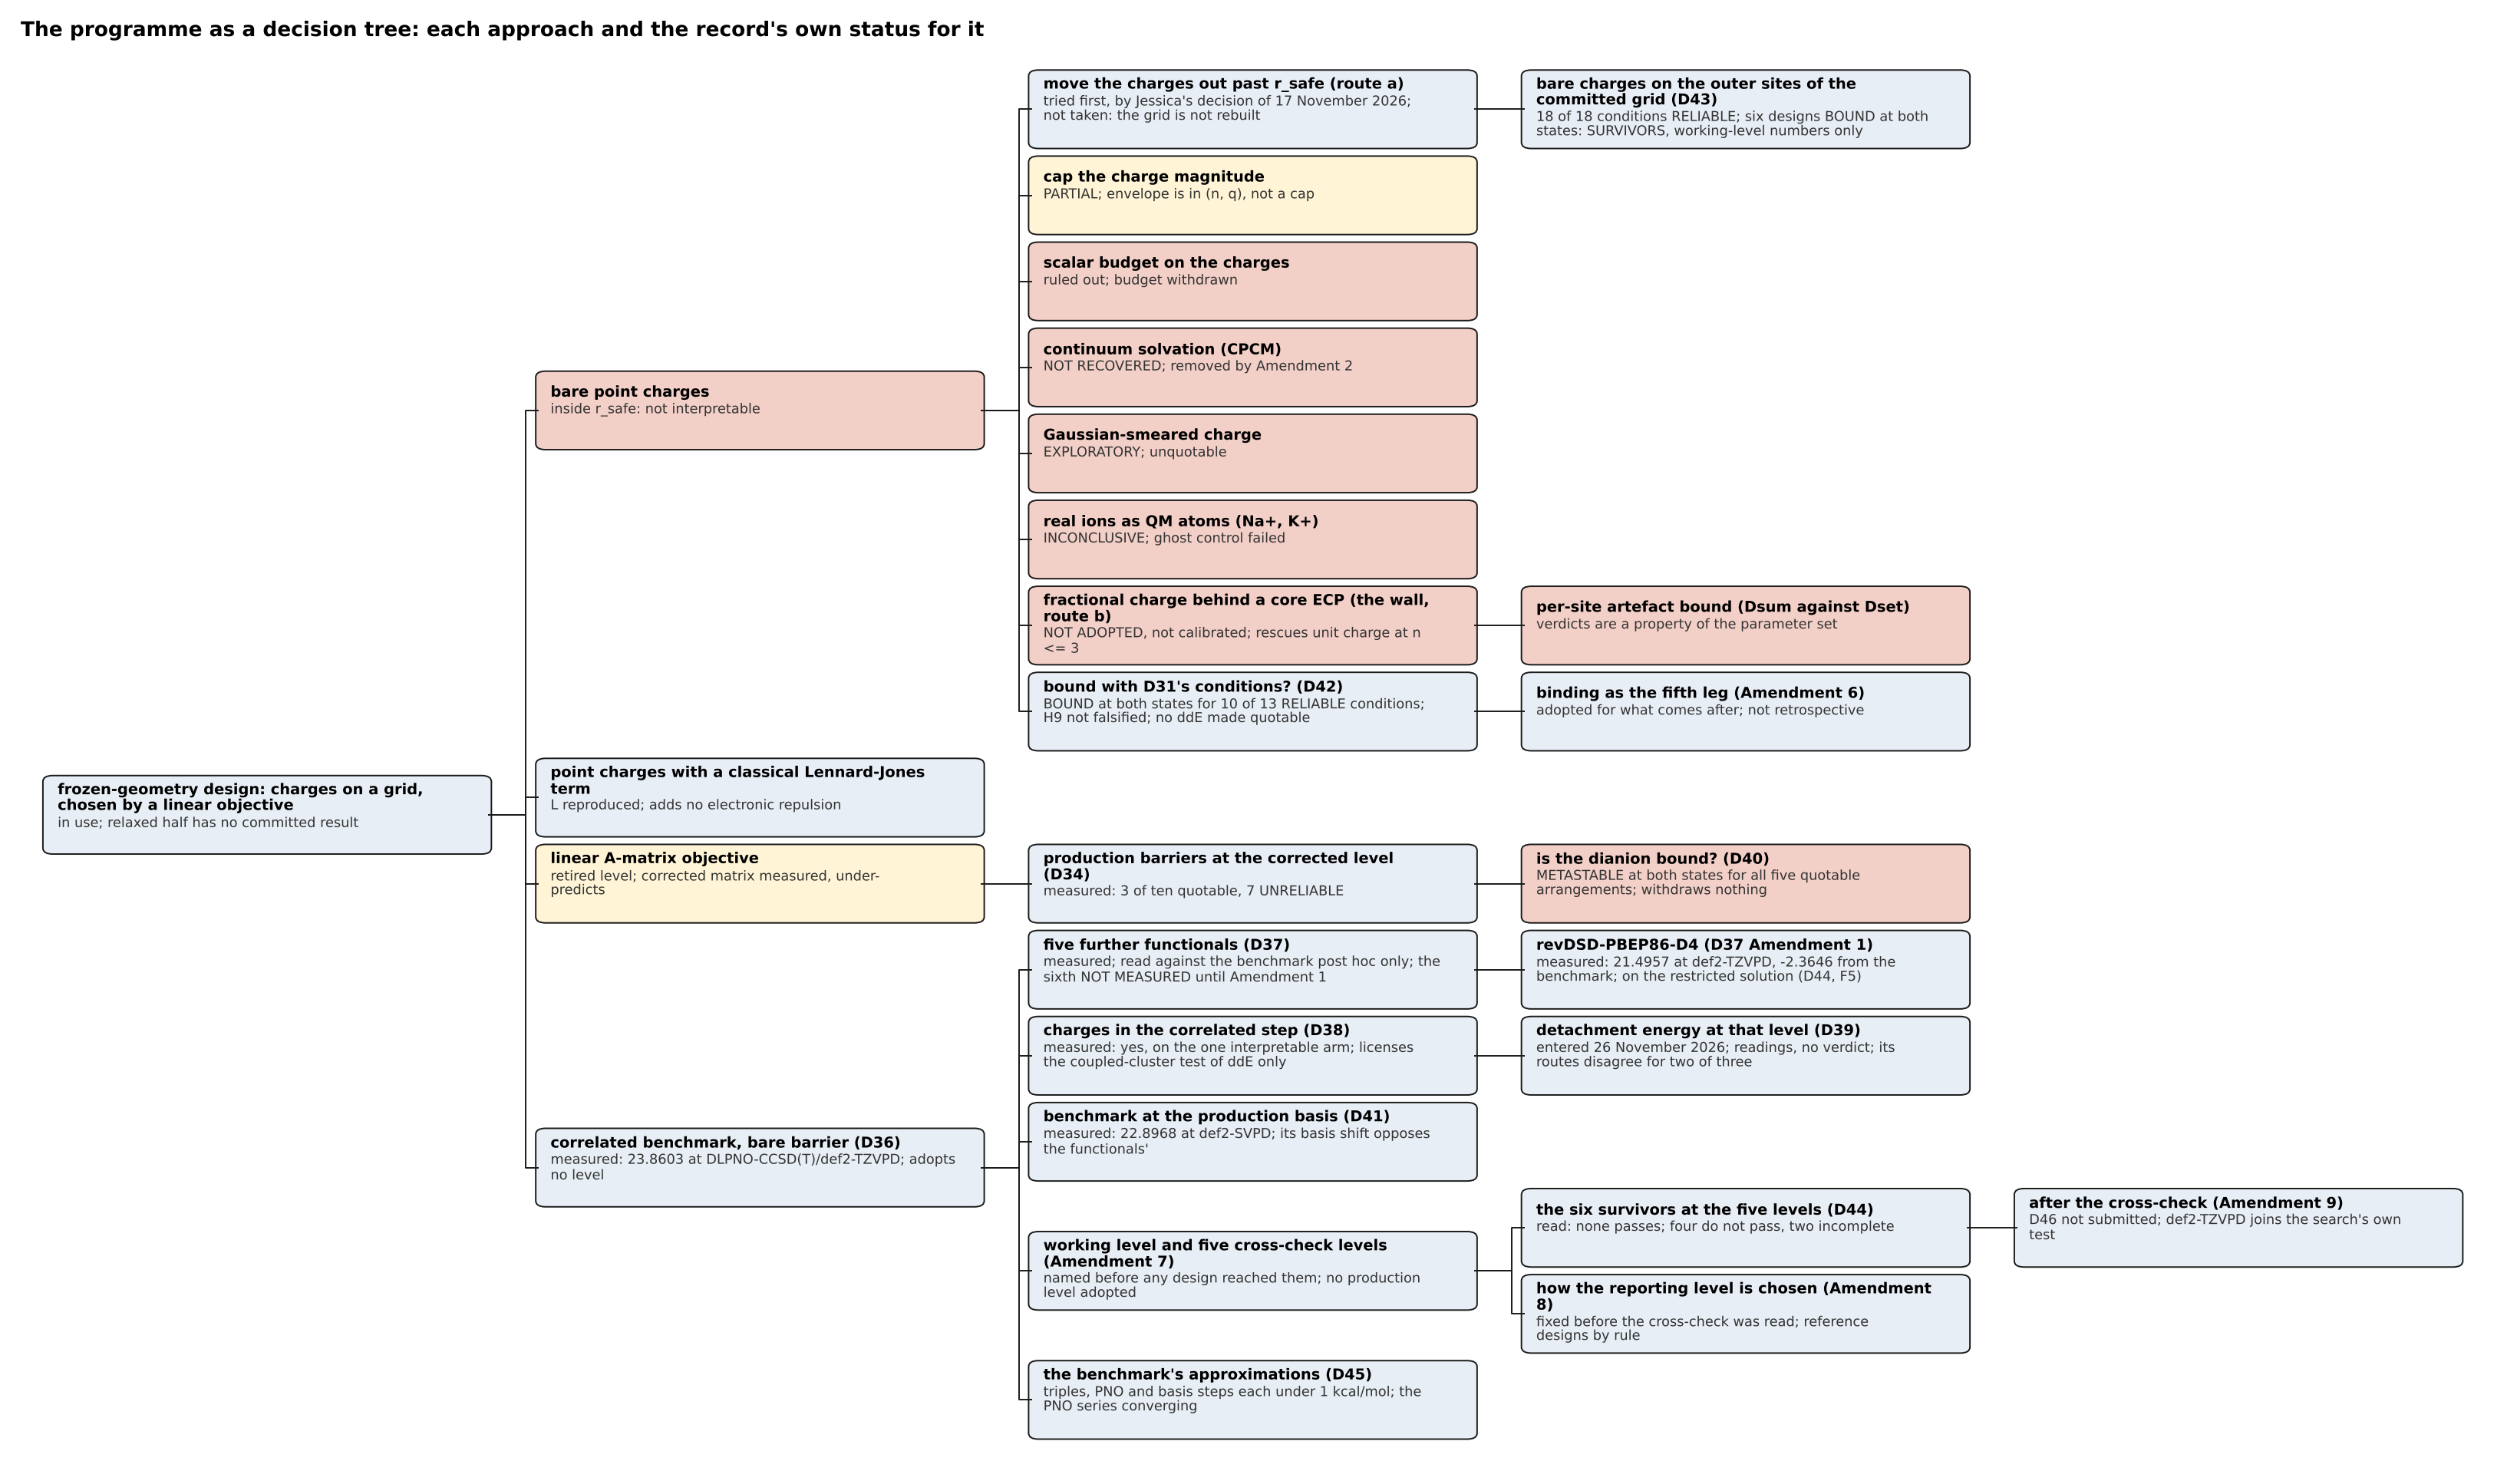 The programme as a decision tree: each approach and the record's own status for it
frozen-geometry design: charges on a grid,
chosen by a linear objective
in use; relaxed half has no committed result
bare point charges
inside r_safe: not interpretable
move the charges out past r_safe (route a)
tried first, by Jessica's decision of 17 November 2026;
not taken: the grid is not rebuilt
bare charges on the outer sites of the
committed grid (D43)
18 of 18 conditions RELIABLE; six designs BOUND at both
states: SURVIVORS, working-level numbers only
cap the charge magnitude
PARTIAL; envelope is in (n, q), not a cap
scalar budget on the charges
ruled out; budget withdrawn
continuum solvation (CPCM)
NOT RECOVERED; removed by Amendment 2
Gaussian-smeared charge
EXPLORATORY; unquotable
real ions as QM atoms (Na+, K+)
INCONCLUSIVE; ghost control failed
fractional charge behind a core ECP (the wall,
route b)
NOT ADOPTED, not calibrated; rescues unit charge at n
<= 3
per-site artefact bound (Dsum against Dset)
verdicts are a property of the parameter set
bound with D31's conditions? (D42)
BOUND at both states for 10 of 13 RELIABLE conditions;
H9 not falsified; no ddE made quotable
binding as the fifth leg (Amendment 6)
adopted for what comes after; not retrospective
point charges with a classical Lennard-Jones
term
L reproduced; adds no electronic repulsion
linear A-matrix objective
retired level; corrected matrix measured, under-
predicts
production barriers at the corrected level
(D34)
measured: 3 of ten quotable, 7 UNRELIABLE
is the dianion bound? (D40)
METASTABLE at both states for all five quotable
arrangements; withdraws nothing
correlated benchmark, bare barrier (D36)
measured: 23.8603 at DLPNO-CCSD(T)/def2-TZVPD; adopts
no level
five further functionals (D37)
measured; read against the benchmark post hoc only; the
sixth NOT MEASURED until Amendment 1
revDSD-PBEP86-D4 (D37 Amendment 1)
measured: 21.4957 at def2-TZVPD, -2.3646 from the
benchmark; on the restricted solution (D44, F5)
charges in the correlated step (D38)
measured: yes, on the one interpretable arm; licenses
the coupled-cluster test of ddE only
detachment energy at that level (D39)
entered 26 November 2026; readings, no verdict; its
routes disagree for two of three
benchmark at the production basis (D41)
measured: 22.8968 at def2-SVPD; its basis shift opposes
the functionals'
working level and five cross-check levels
(Amendment 7)
named before any design reached them; no production
level adopted
the six survivors at the five levels (D44)
read: none passes; four do not pass, two incomplete
after the cross-check (Amendment 9)
D46 not submitted; def2-TZVPD joins the search's own
test
how the reporting level is chosen (Amendment
8)
fixed before the cross-check was read; reference
designs by rule
the benchmark's approximations (D45)
triples, PNO and basis steps each under 1 kcal/mol; the
PNO series converging